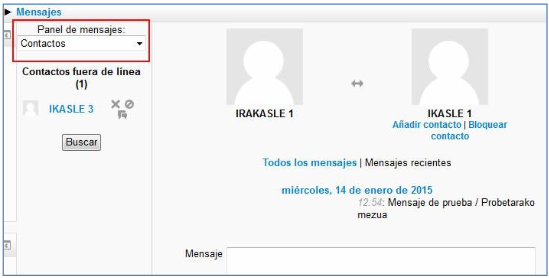 Mensajes
Panel de mensajes:
Contactos
Contactos fuera de línea
(1)
IKASLE 3
Buscar
IRAKASLE 1
IKASLE 1
Añadir contacto | Bloquear
contacto
Todos los mensajes | Mensajes recientes
miércoles, 14 de enero de 2015
12:54: Mensaje de prueba / Probetarako
mezua
Mensaje